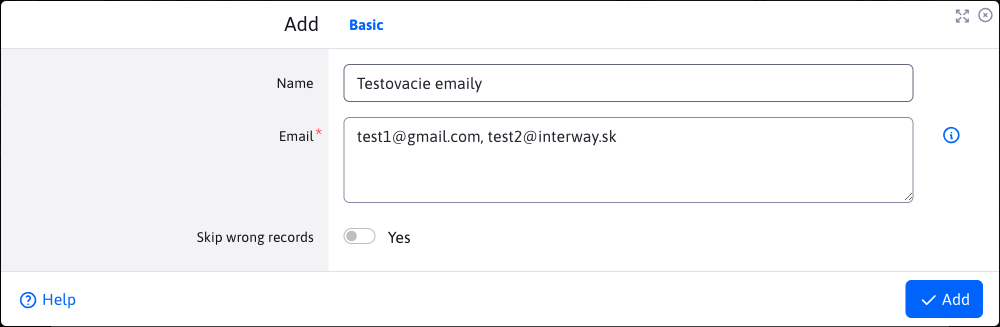 Add Basic
Name Testovacie emaily
Email * test1@gmail.com, test2@interway.sk
Skip wrong records Yes
Help Add